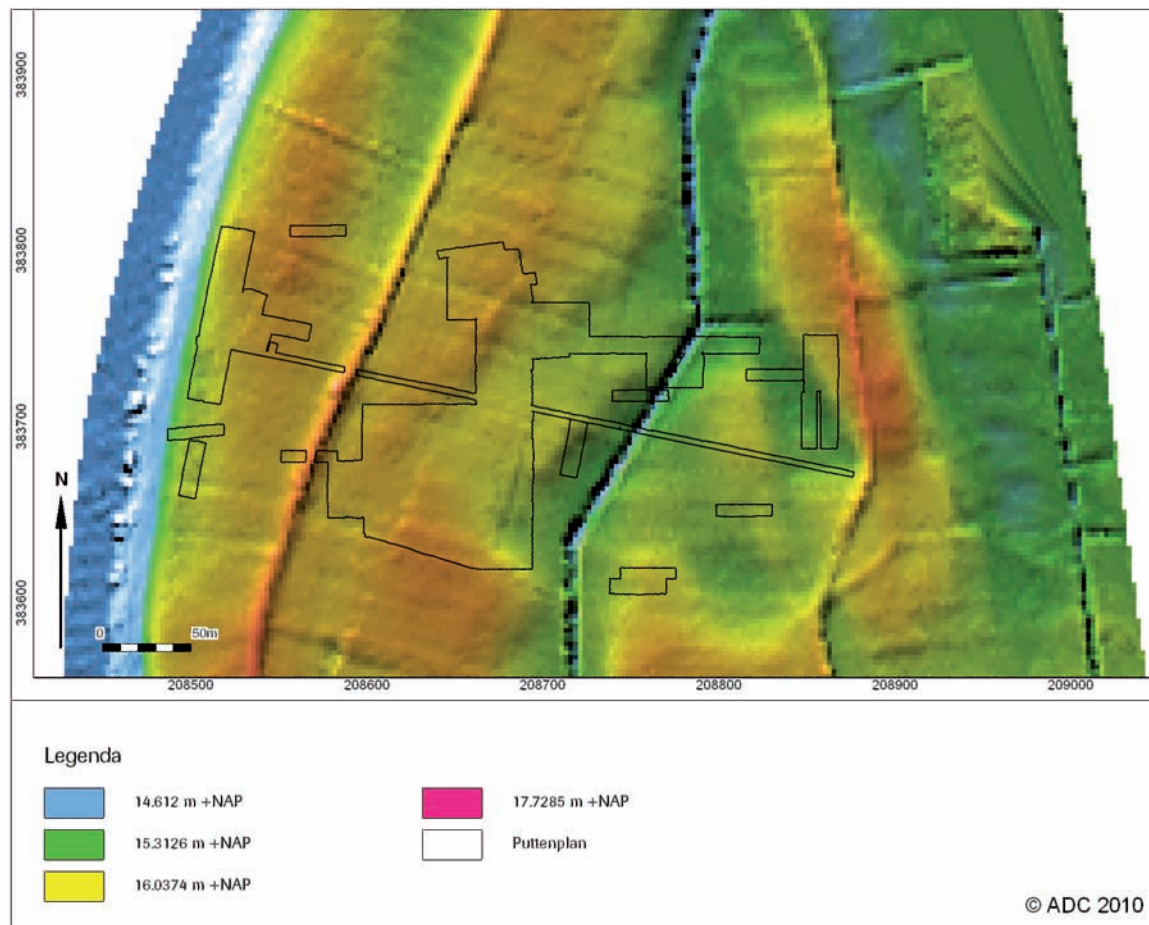 383900
383800
383700
383600
N
0 50m
208500 208600 208700 208800 208900 209000
Legenda
14.612 m +NAP
15.3126 m +NAP
16.0374 m +NAP
17.7285 m +NAP
Puttenplan
© ADC 2010